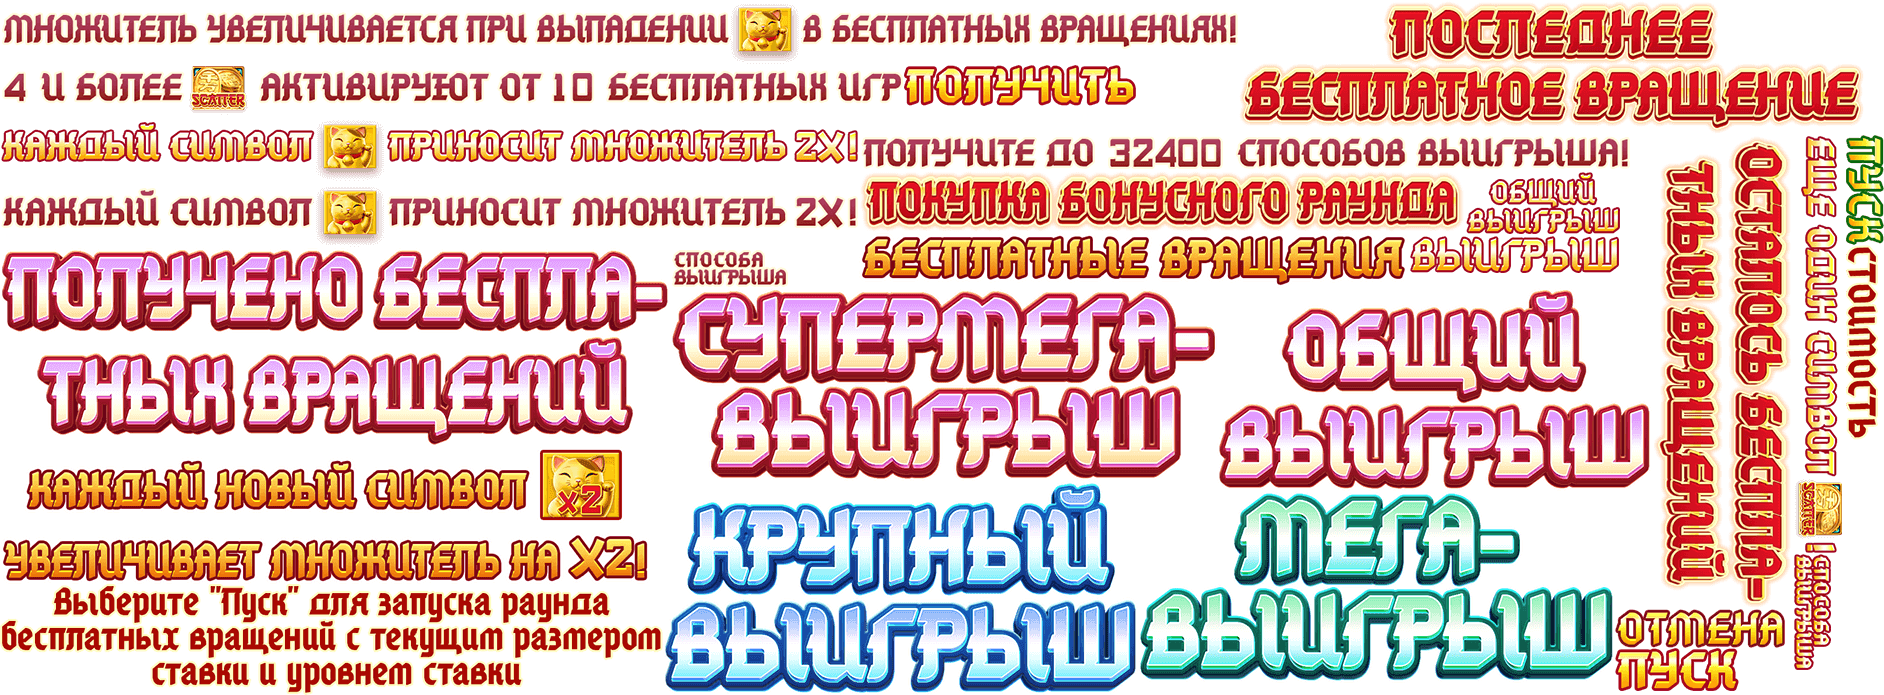 МНОЖИТЕЛЬ УВЕЛИЧИВАЕТСЯ ПРИ ВЫПАДЕНИИ В БЕСПЛАТНЫХ ВРАЩЕНИЯХ!
4 И БОЛЕЕ SCATTER АКТИВИРУЮТ ОТ 10 БЕСПЛАТНЫХ ИГР
ПОЛУЧИТЬ
ПОСЛЕДНЕЕ
БЕСПЛАТНОЕ ВРАЩЕНИЕ
КАЖДЫЙ СИМВОЛ ПРИНОСИТ МНОЖИТЕЛЬ 2X!
ПОЛУЧИТЕ ДО 32400 СПОСОБОВ ВЫИГРЫША!
КАЖДЫЙ СИМВОЛ ПРИНОСИТ МНОЖИТЕЛЬ 2X!
ПОКУПКА БОНУСНОГО РАУНДА
ОБЩИЙ
ВЫИГРЫШ
БЕСПЛАТНЫЕ ВРАЩЕНИЯ
ВЫИГРЫШ
ПОЛУЧЕНО БЕСПЛА-
ТНЫХ ВРАЩЕНИЙ
СПОСОБА
ВЫИГРЫША
СУПЕРМЕГА-
ВЫИГРЫШ
ОБЩИЙ
ВЫИГРЫШ
КАЖДЫЙ НОВЫЙ СИМВОЛ x2
УВЕЛИЧИВАЕТ МНОЖИТЕЛЬ НА X2!
Выберите "Пуск" для запуска раунда
бесплатных вращений с текущим размером
ставки и уровнем ставки
КРУПНЫЙ
ВЫИГРЫШ
МЕГА-
ВЫИГРЫШ
ОСТАЛОСЬ БЕСПЛА-
ТНЫХ ВРАЩЕНИЙ
ПУСК
СТОИМОСТЬ
ЕЩЕ ОДИН СИМВОЛ SCATTER !
СПОСОБА
ВЫИГРЫША
ОТМЕНА
ПУСК